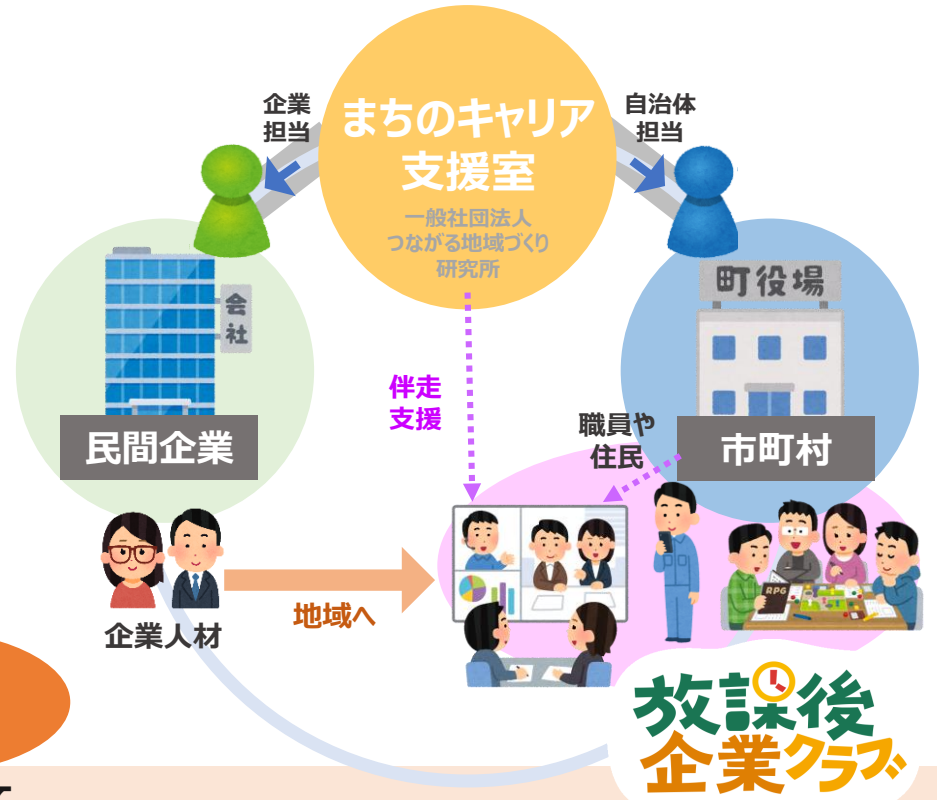 まちのキャリア
支援室
一般社団法人
つながる地域づくり
研究所
企業
担当
自治体
担当
会
社
町役場
民間企業
市町村
伴走
支援
職員や
住民
RPG
企業人材
地域へ
放課後
企業クラブ